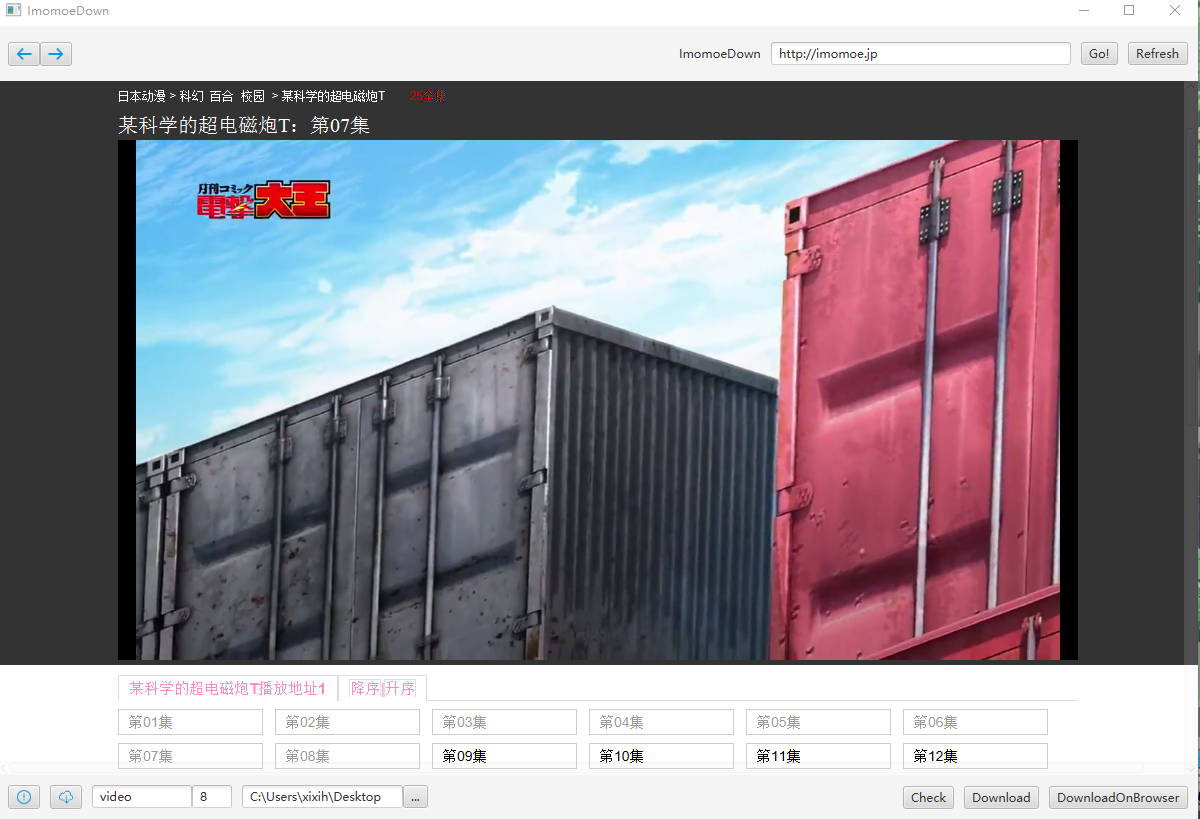 ImomoeDown
ImomoeDown http://imomoe.jp Go! Refresh
日本动漫 > 科幻 百合 校园 > 某科学的超电磁炮T 25全集
某科学的超电磁炮T：第07集
月刊コミック
電撃大王
某科学的超电磁炮T播放地址1 降序|升序
第01集 第02集 第03集 第04集 第05集 第06集
第07集 第08集 第09集 第10集 第11集 第12集
video 8 C:\Users\xixih\Desktop ... Check Download DownloadOnBrowser